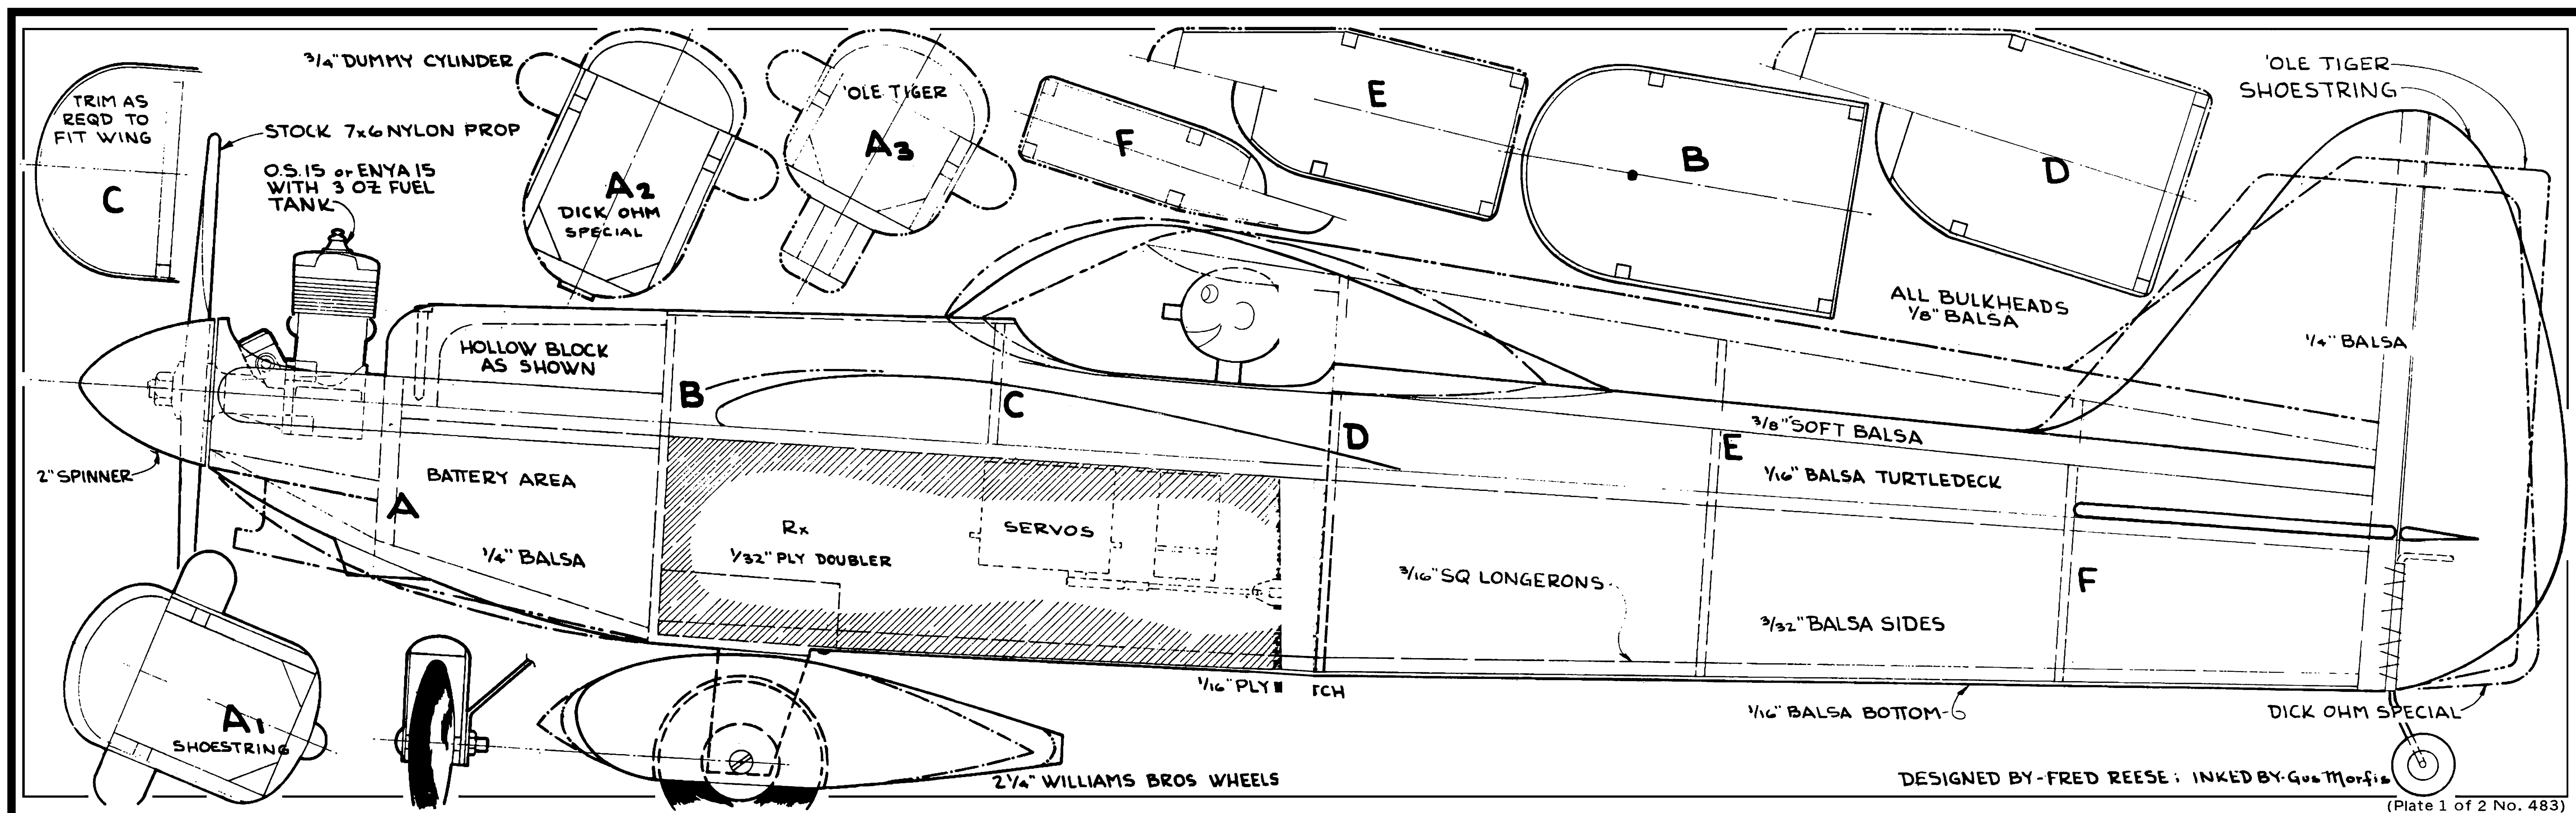 3/4" DUMMY CYLINDER
TRIM AS
REQD TO
FIT WING
C
STOCK 7x6 NYLON PROP
O.S.15 or ENYA 15
WITH 3 OZ FUEL
TANK
A2
DICK OHM
SPECIAL
'OLE TIGER
A3
F
E
B
D
'OLE TIGER
SHOESTRING
ALL BULKHEADS
1/8" BALSA
1/4" BALSA
HOLLOW BLOCK
AS SHOWN
B
C
D
E
3/8" SOFT BALSA
1/16" BALSA TURTLEDECK
2" SPINNER
BATTERY AREA
A
1/4" BALSA
Rx
1/32" PLY DOUBLER
SERVOS
3/16" SQ LONGERONS
F
3/32" BALSA SIDES
1/16" PLY
TCH
1/16" BALSA BOTTOM
DICK OHM SPECIAL
A1
SHOESTRING
2 1/4" WILLIAMS BROS WHEELS
DESIGNED BY-FRED REESE: INKED BY-Gus Morfis
(Plate 1 of 2 No. 483)